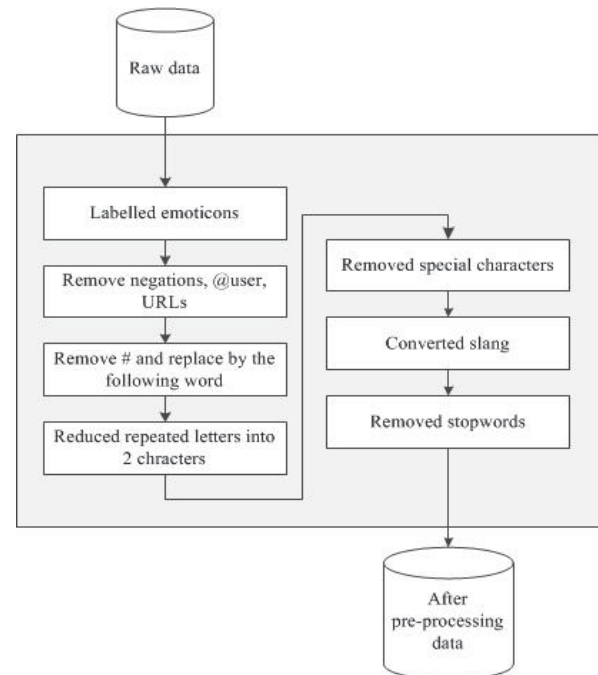 Raw data
Labelled emoticons
Remove negations, @user,
URLs
Remove # and replace by the
following word
Reduced repeated letters into
2 chracters
Removed special characters
Converted slang
Removed stopwords
After
pre-processing
data